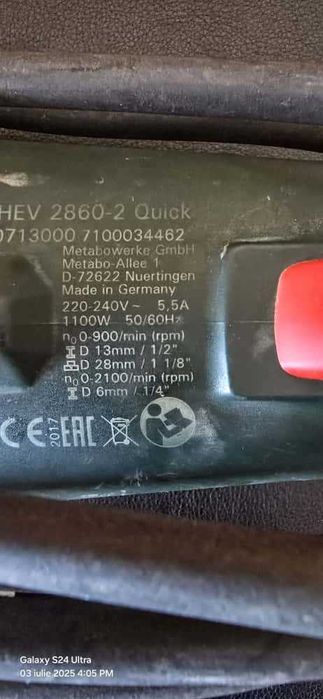 HEV 2860-2 Quick
0713000 7100034462
Metabowerke GmbH
Metabo-Allee 1
D-72622 Nuertingen
Made in Germany
220-240V ~ 5,5A
1100W 50/60Hz
n₀ 0-900/min (rpm)
D 13mm / 1/2"
D 28mm / 1 1/8"
n₀ 0-2100/min (rpm)
D 6mm / 1/4"
CE 2017 EAC
Galaxy S24 Ultra
03 iulie 2025 4:05 PM